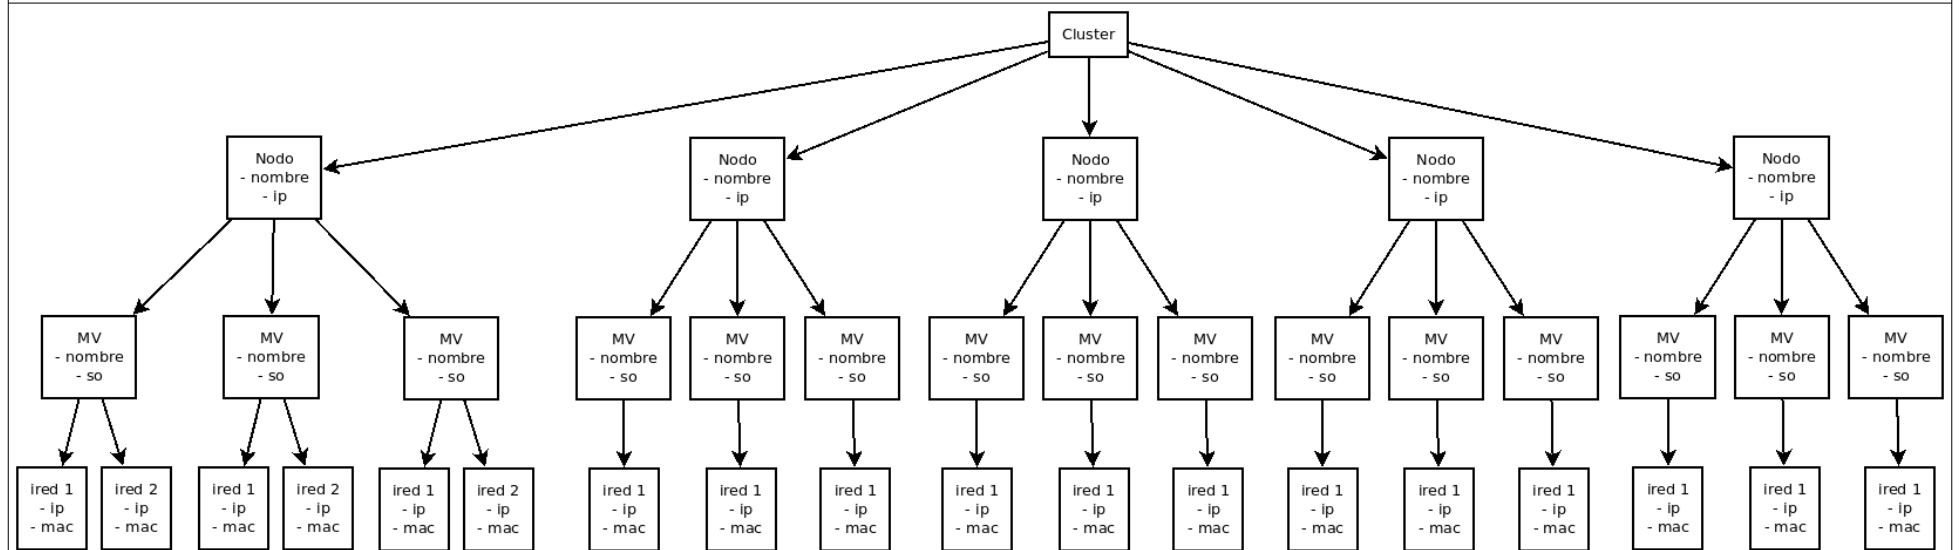 Cluster
Nodo
- nombre
- ip
Nodo
- nombre
- ip
Nodo
- nombre
- ip
Nodo
- nombre
- ip
Nodo
- nombre
- ip
MV
- nombre
- so
MV
- nombre
- so
MV
- nombre
- so
MV
- nombre
- so
MV
- nombre
- so
MV
- nombre
- so
MV
- nombre
- so
MV
- nombre
- so
MV
- nombre
- so
MV
- nombre
- so
MV
- nombre
- so
MV
- nombre
- so
MV
- nombre
- so
MV
- nombre
- so
MV
- nombre
- so
ired 1
- ip
- mac
ired 2
- ip
- mac
ired 1
- ip
- mac
ired 2
- ip
- mac
ired 1
- ip
- mac
ired 2
- ip
- mac
ired 1
- ip
- mac
ired 1
- ip
- mac
ired 1
- ip
- mac
ired 1
- ip
- mac
ired 1
- ip
- mac
ired 1
- ip
- mac
ired 1
- ip
- mac
ired 1
- ip
- mac
ired 1
- ip
- mac
ired 1
- ip
- mac
ired 1
- ip
- mac
ired 1
- ip
- mac